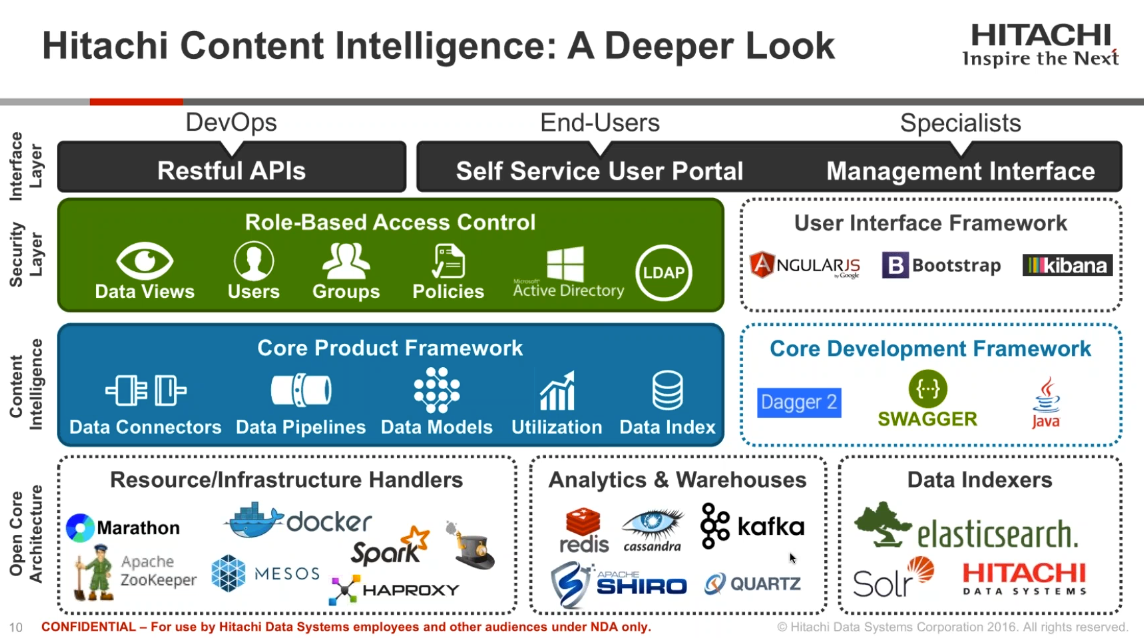 Hitachi Content Intelligence: A Deeper Look
HITACHI
Inspire the Next
DevOps
End-Users
Specialists
Interface
Layer
Restful APIs
Self Service User Portal
Management Interface
Security
Layer
Role-Based Access Control
Data Views
Users
Groups
Policies
Microsoft
Active Directory
LDAP
User Interface Framework
ANGULARJS
by Google
B Bootstrap
kibana
Content
Intelligence
Core Product Framework
Data Connectors
Data Pipelines
Data Models
Utilization
Data Index
Core Development Framework
Dagger 2
{···}
SWAGGER
Java
Open Core
Architecture
Resource/Infrastructure Handlers
Marathon
docker
Spark
Apache
ZooKeeper
MESOS
HAPROXY
Analytics & Warehouses
redis
cassandra
kafka
APACHE
SHIRO
QUARTZ
Data Indexers
elasticsearch.
Solr
HITACHI
DATA SYSTEMS
10
CONFIDENTIAL – For use by Hitachi Data Systems employees and other audiences under NDA only.
© Hitachi Data Systems Corporation 2016. All rights reserved.